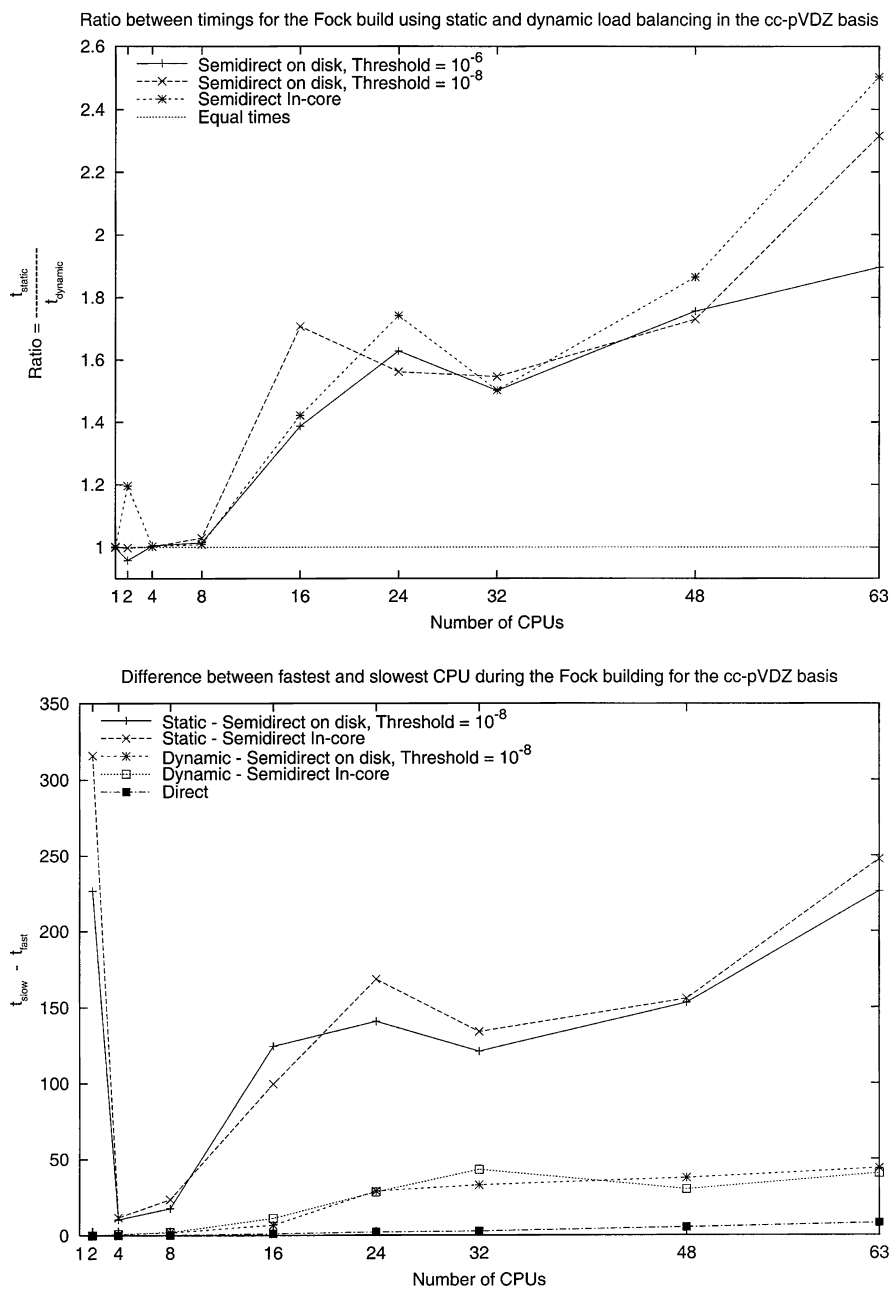 Ratio between timings for the Fock build using static and dynamic load balancing in the cc-pVDZ basis
2.6
2.4
2.2
2
1.8
1.6
1.4
1.2
1
Semidirect on disk, Threshold = 10^-6
Semidirect on disk, Threshold = 10^-8
Semidirect In-core
Equal times
Ratio = t_static / t_dynamic
1 2 4 8 16 24 32 48 63
Number of CPUs
Difference between fastest and slowest CPU during the Fock building for the cc-pVDZ basis
350
300
250
200
150
100
50
0
Static - Semidirect on disk, Threshold = 10^-8
Static - Semidirect In-core
Dynamic - Semidirect on disk, Threshold = 10^-8
Dynamic - Semidirect In-core
Direct
t_slow - t_fast
1 2 4 8 16 24 32 48 63
Number of CPUs